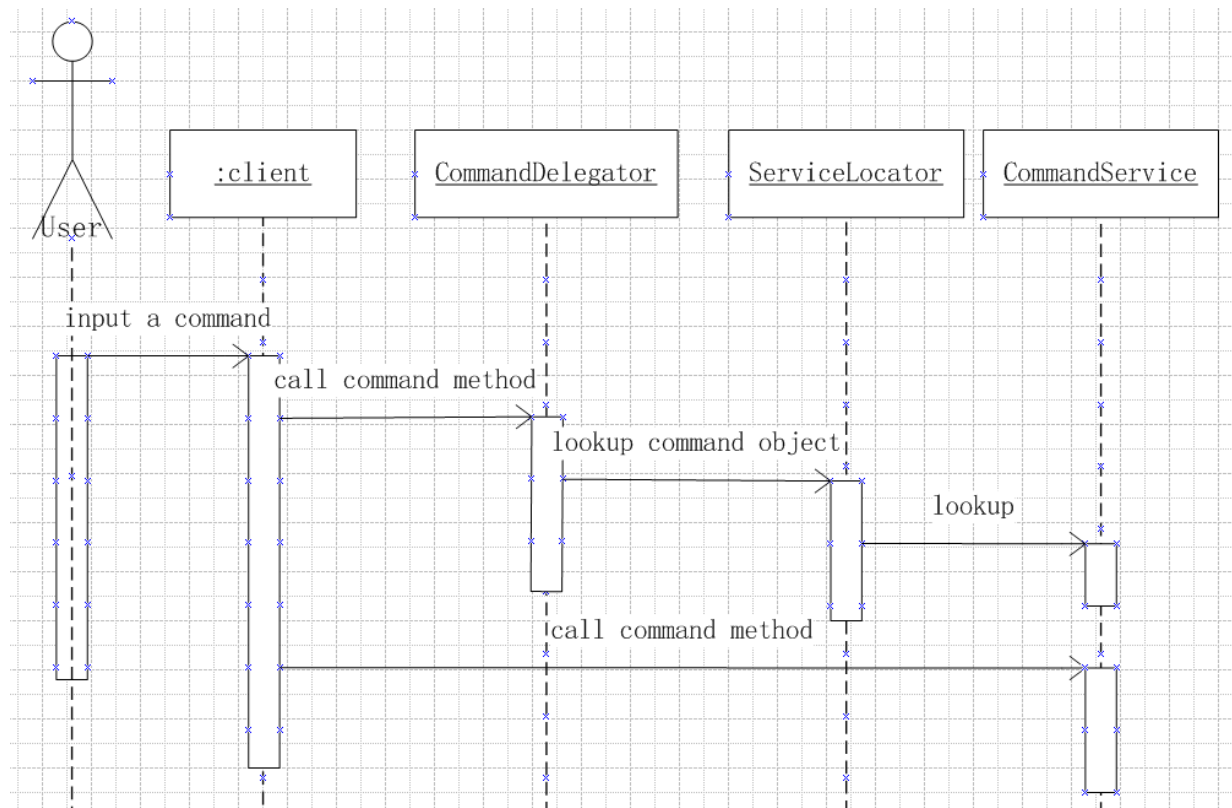 :client
CommandDelegator
ServiceLocator
CommandService
User
input a command
call command method
lookup command object
lookup
call command method